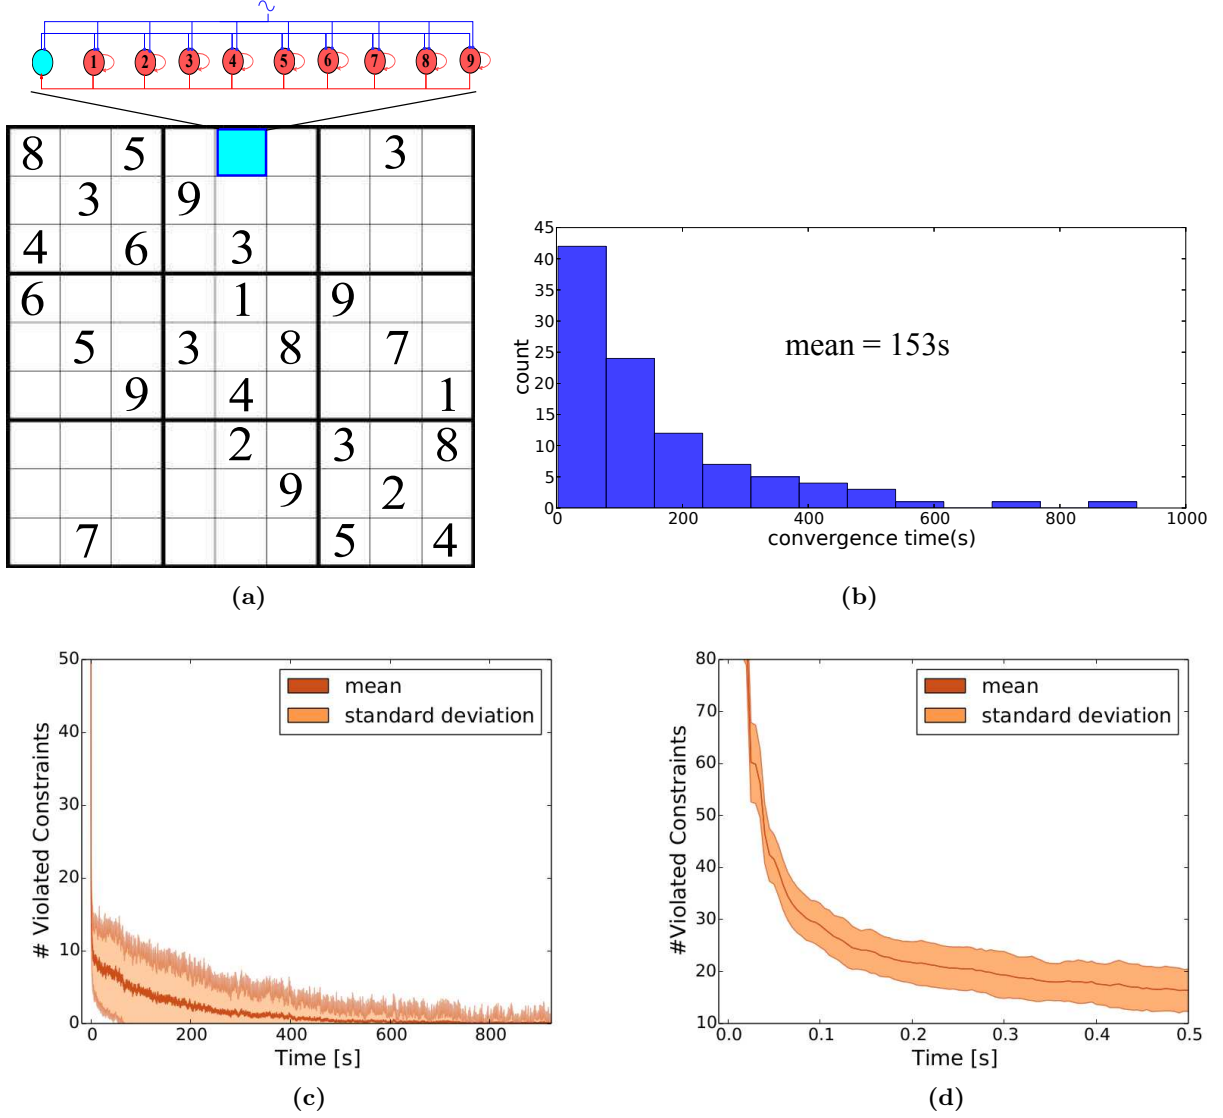 1 2 3 4 5 6 7 8 9
8 5 3
3 9
4 6 3
6 1 9
5 3 8 7
9 4 1
2 3 8
9 2
7 5 4
(a)
45
40
35
30
25
20
15
10
5
0
count
mean = 153s
0 200 400 600 800 1000
convergence time(s)
(b)
50
40
30
20
10
0
# Violated Constraints
mean
standard deviation
0 200 400 600 800
Time [s]
(c)
80
70
60
50
40
30
20
10
#Violated Constraints
mean
standard deviation
0.0 0.1 0.2 0.3 0.4 0.5
Time [s]
(d)